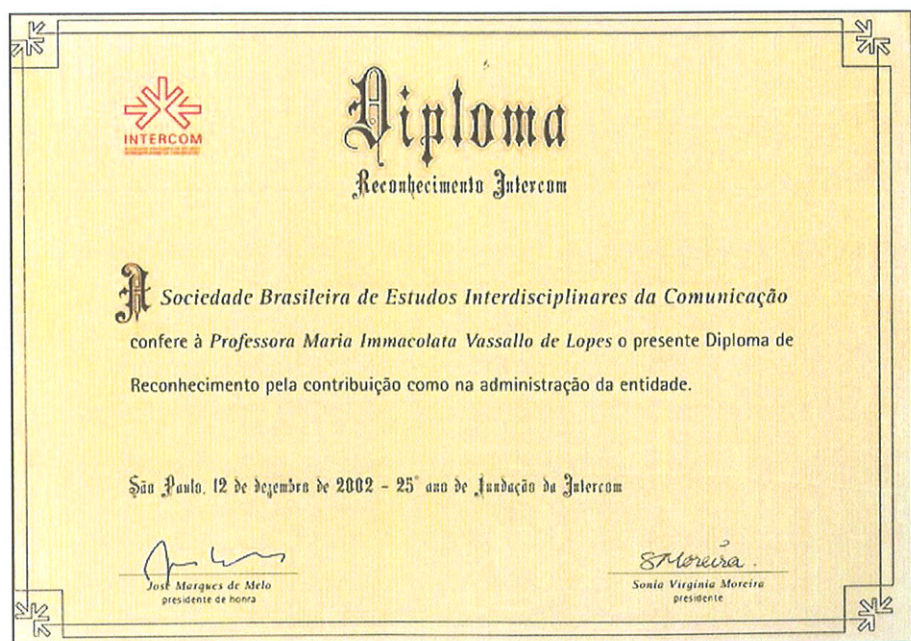 INTERCOM
Diploma
Reconhecimento Intercom
A Sociedade Brasileira de Estudos Interdisciplinares da Comunicação
confere à Professora Maria Immacolata Vassallo de Lopes o presente Diploma de
Reconhecimento pela contribuição como na administração da entidade.
São Paulo, 12 de dezembro de 2002 - 25° ano de fundação da Intercom
SMoreira.
José Marques de Melo
presidente de honra
Sonia Virgínia Moreira
presidente